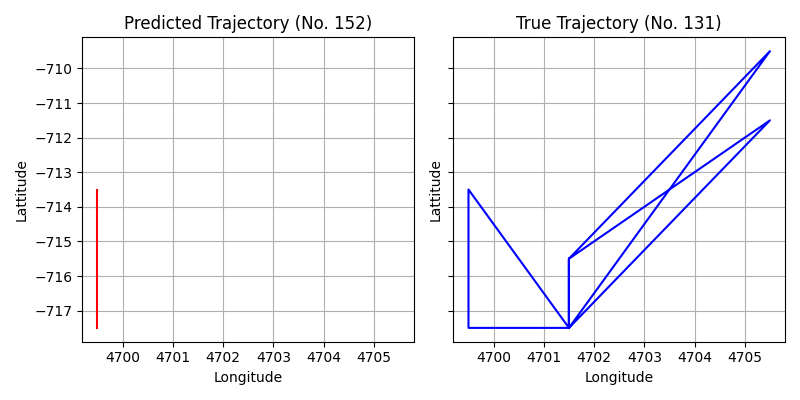 Predicted Trajectory (No. 152)
True Trajectory (No. 131)
−710
−711
−712
−713
−714
−715
−716
−717
Lattitude
Lattitude
4700 4701 4702 4703 4704 4705
4700 4701 4702 4703 4704 4705
Longitude
Longitude